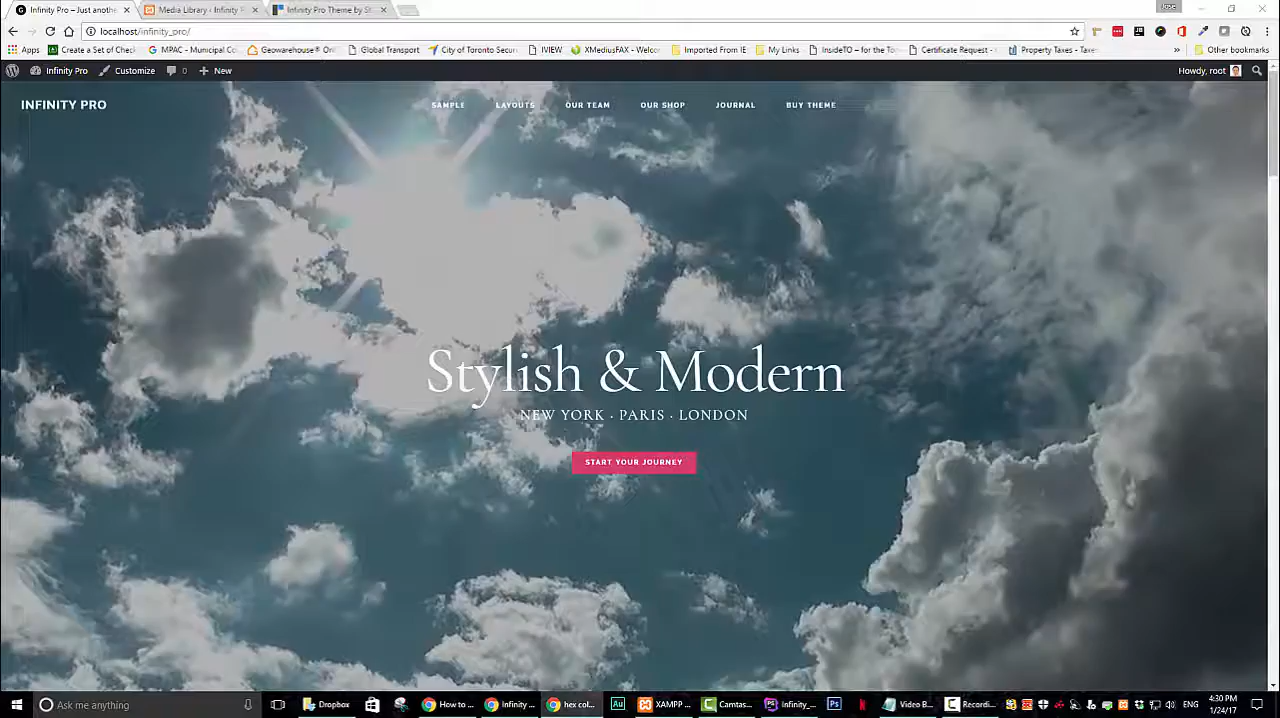 Infinity Pro – Just anothe
Media Library ‹ Infinity P
Infinity Pro Theme by St
localhost/infinity_pro/
Apps
Create a Set of Check
MPAC - Municipal Co
Geowarehouse® On
Global Transport
City of Toronto Secur
IVIEW
XMediusFAX - Welco
Imported From IE
My Links
InsideTO – for the To
Certificate Request -
Property Taxes - Taxe
»
Other bookmarks
Infinity Pro
Customize
0
New
Howdy, root
INFINITY PRO
SAMPLE
LAYOUTS
OUR TEAM
OUR SHOP
JOURNAL
BUY THEME
Stylish & Modern
NEW YORK · PARIS · LONDON
START YOUR JOURNEY
Ask me anything
Dropbox
How to ...
Infinity ...
hex col...
Au
XAMPP ...
Camtas...
Infinity_...
Ps
Video B...
Recordi...
ENG
4:30 PM
1/24/17